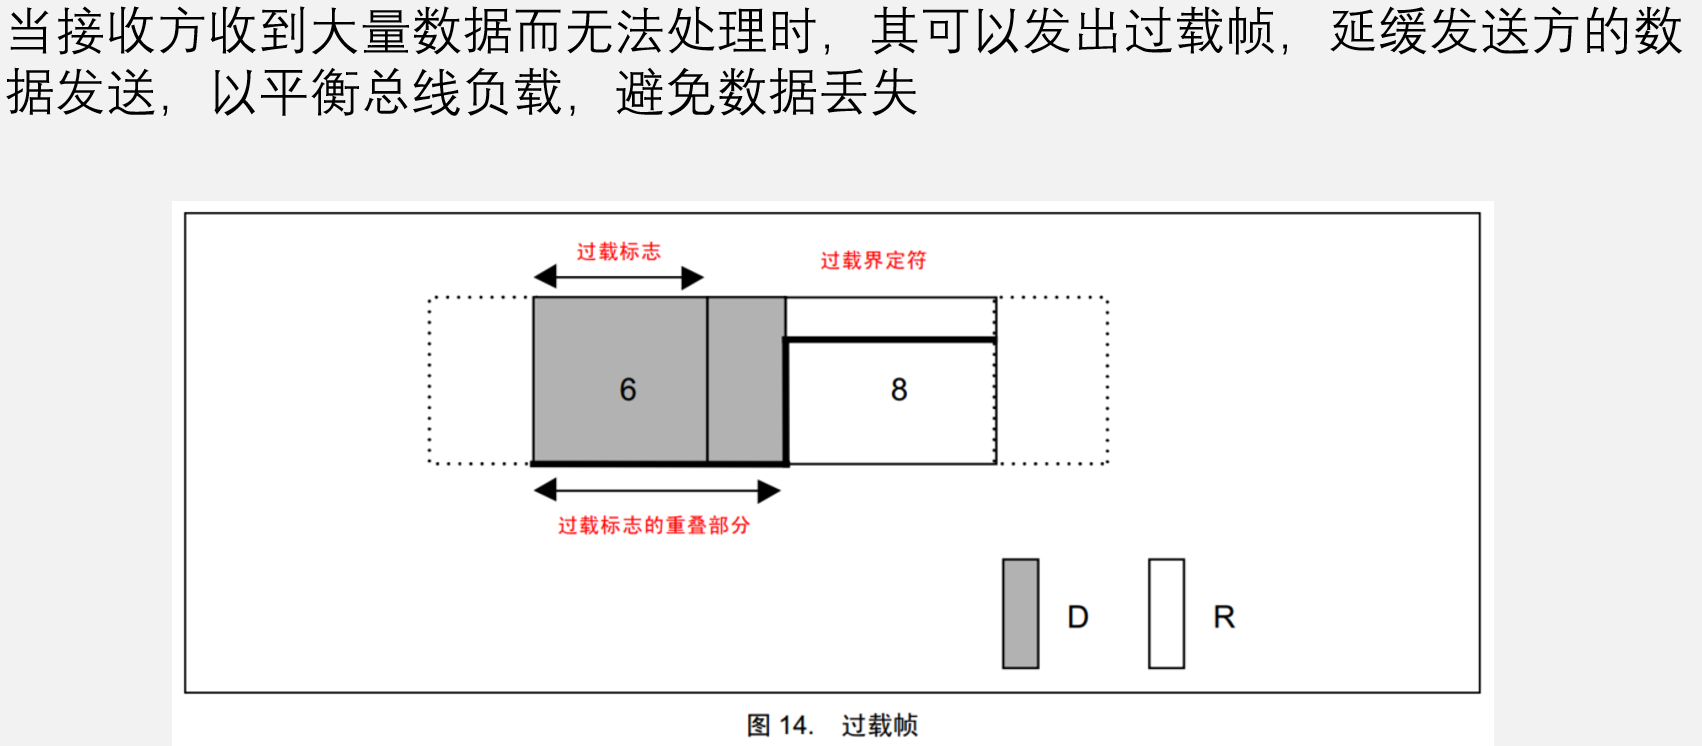 当接收方收到大量数据而无法处理时，其可以发出过载帧，延缓发送方的数
据发送，以平衡总线负载，避免数据丢失
过载标志
过载界定符
6
8
过载标志的重叠部分
D
R
图 14. 过载帧